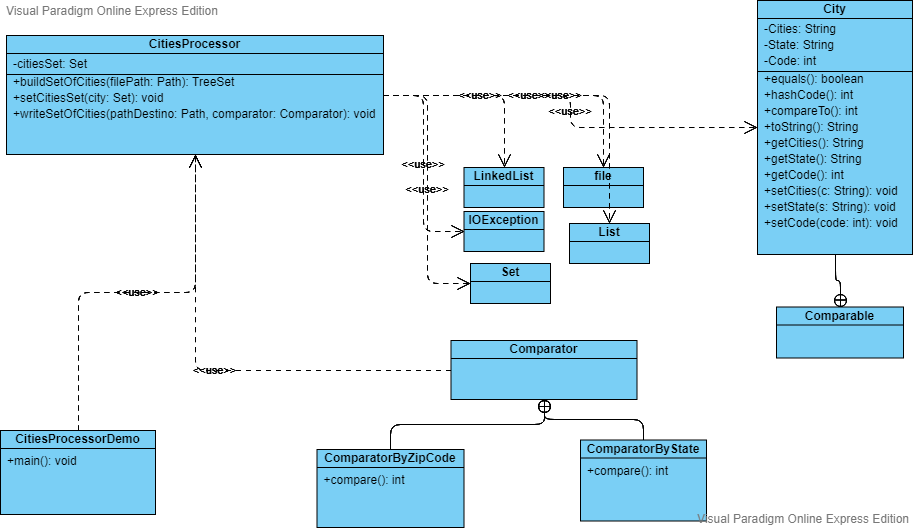 Visual Paradigm Online Express Edition
CitiesProcessor
-citiesSet: Set
+buildSetOfCities(filePath: Path): TreeSet
+setCitiesSet(city: Set): void
+writeSetOfCities(pathDestino: Path, comparator: Comparator): void
City
-Cities: String
-State: String
-Code: int
+equals(): boolean
+hashCode(): int
+compareTo(): int
+toString(): String
+getCities(): String
+getState(): String
+getCode(): int
+setCities(c: String): void
+setState(s: String): void
+setCode(code: int): void
<<use>>
<<use>>
<<use>>
<<use>>
<<use>>
<<use>>
LinkedList
file
IOException
List
Set
<<use>>
Comparable
Comparator
<<use>>
CitiesProcessorDemo
+main(): void
ComparatorByZipCode
+compare(): int
ComparatorByState
+compare(): int
Visual Paradigm Online Express Edition